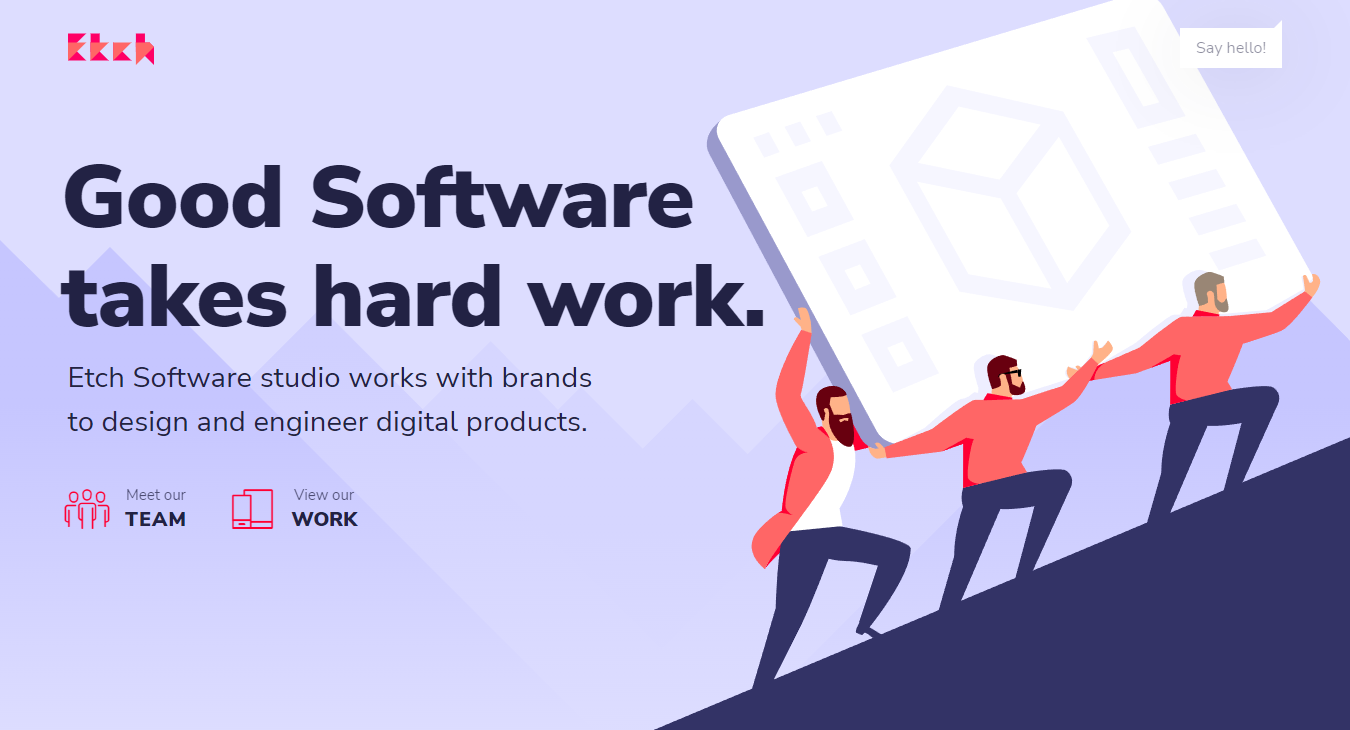 Etch
Say hello!
Good Software
takes hard work.
Etch Software studio works with brands
to design and engineer digital products.
Meet our
TEAM
View our
WORK